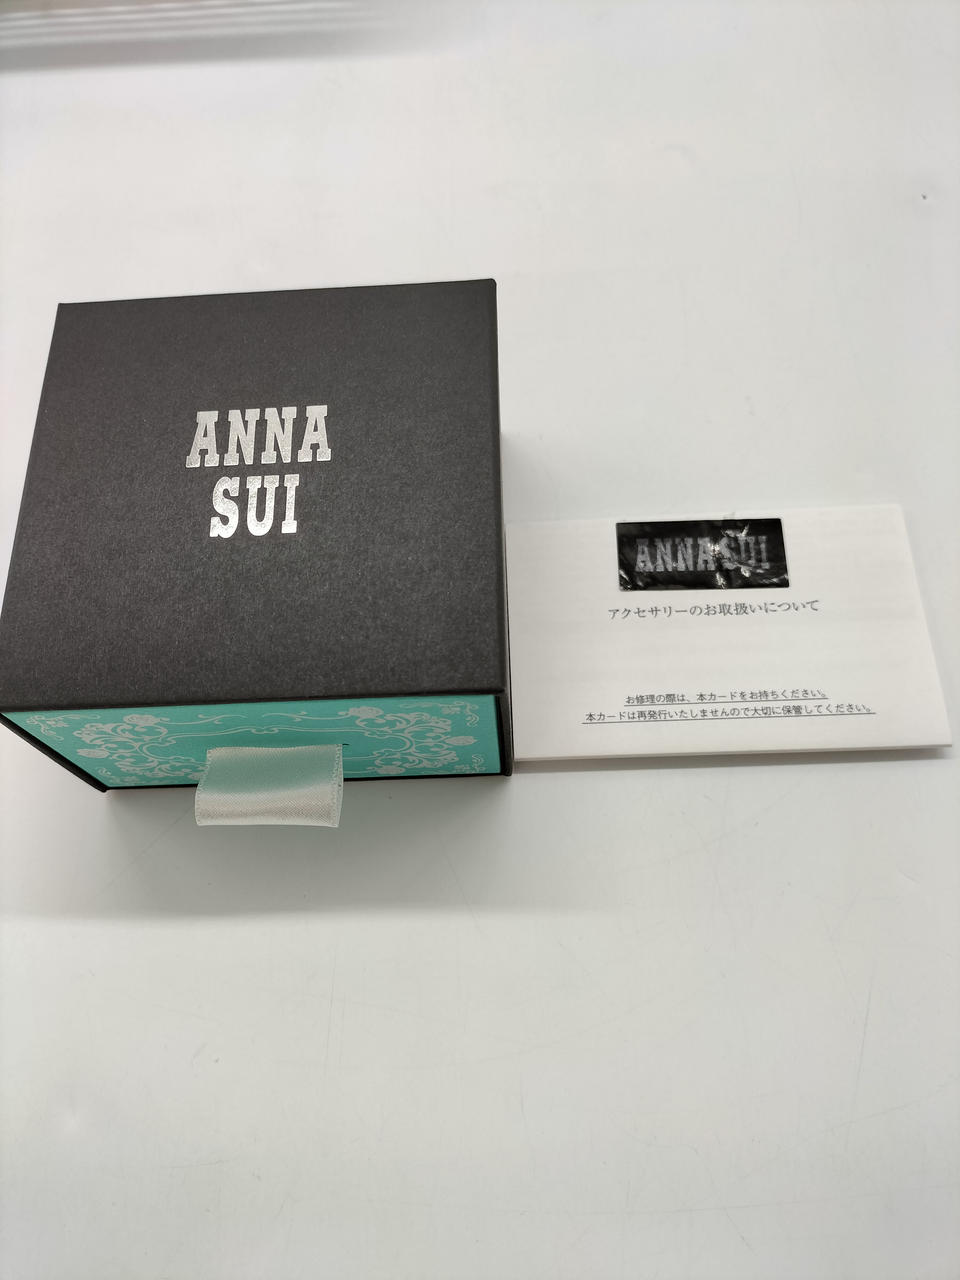 ANNA
SUI
ANNA SUI
アクセサリーのお取扱いについて
お修理の際は、本カードをお持ちください。
本カードは再発行いたしませんので大切に保管してください。